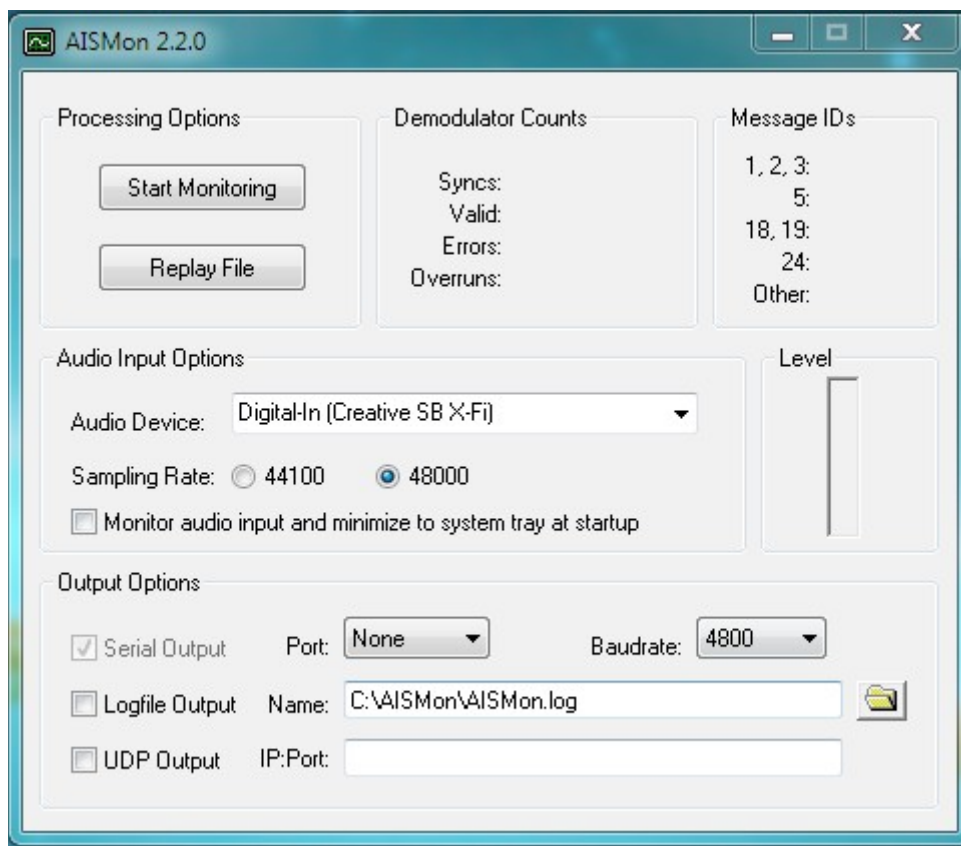 AISMon 2.2.0
Processing Options
Start Monitoring
Replay File
Demodulator Counts
Syncs:
Valid:
Errors:
Overruns:
Message IDs
1, 2, 3:
5:
18, 19:
24:
Other:
Audio Input Options
Audio Device: Digital-In (Creative SB X-Fi)
Sampling Rate: 44100 48000
Monitor audio input and minimize to system tray at startup
Level
Output Options
Serial Output Port: None Baudrate: 4800
Logfile Output Name: C:\AISMon\AISMon.log
UDP Output IP:Port: